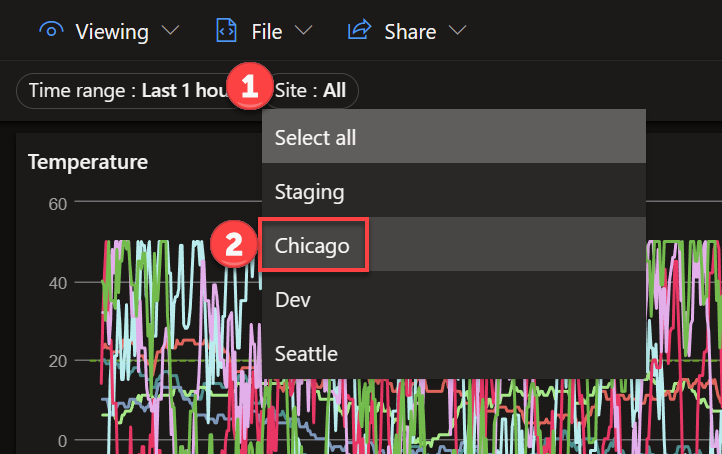 Viewing File Share
Time range : Last 1 hou 1 Site : All
Select all
Temperature
Staging
60
2 Chicago
40
Dev
20
Seattle
0